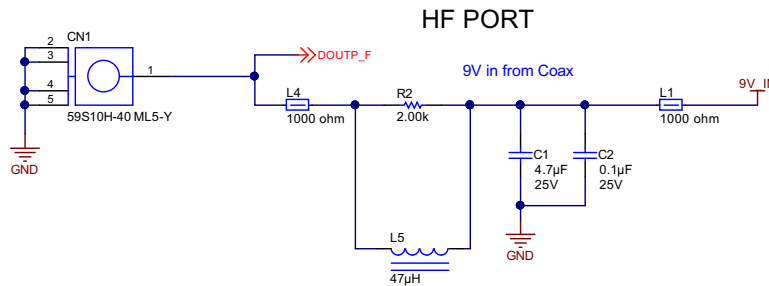 HF PORT
CN1
2
3
4
5
1
59S10H-40 ML5-Y
GND
DOUTP_F
L4
1000 ohm
R2
2.00k
9V in from Coax
L1
1000 ohm
9V_II
C1
4.7µF
25V
C2
0.1µF
25V
GND
L5
47µH